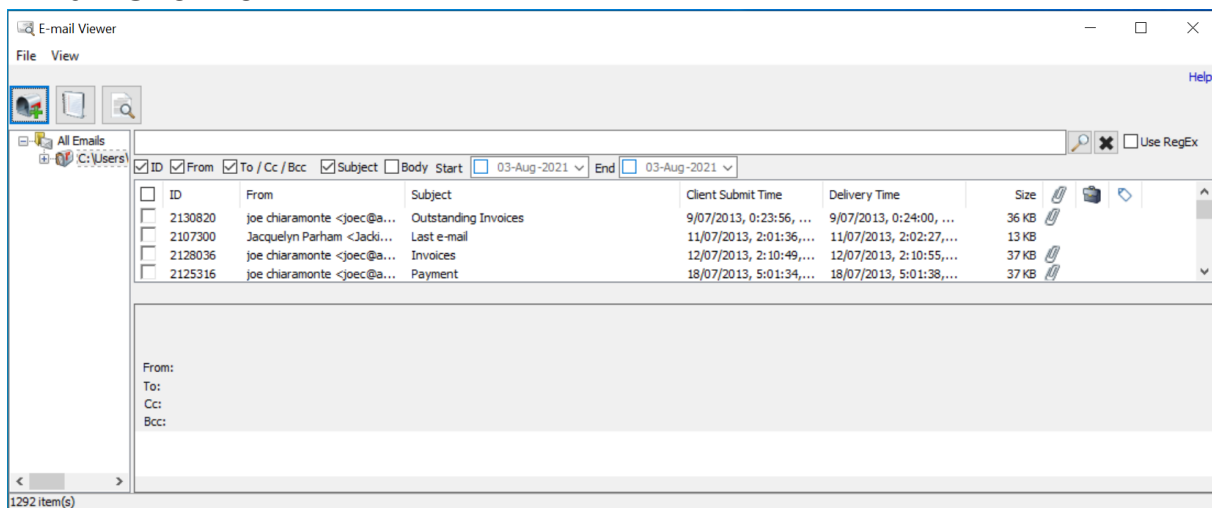 E-mail Viewer
File View
Help
All Emails
C:\Users\
Use RegEx
ID From To / Cc / Bcc Subject Body Start 03-Aug-2021 End 03-Aug-2021
ID From Subject Client Submit Time Delivery Time Size
2130820 joe chiaramonte <joec@a... Outstanding Invoices 9/07/2013, 0:23:56, ... 9/07/2013, 0:24:00, ... 36 KB
2107300 Jacquelyn Parham <Jacki... Last e-mail 11/07/2013, 2:01:36,... 11/07/2013, 2:02:27,... 13 KB
2128036 joe chiaramonte <joec@a... Invoices 12/07/2013, 2:10:49,... 12/07/2013, 2:10:55,... 37 KB
2125316 joe chiaramonte <joec@a... Payment 18/07/2013, 5:01:34,... 18/07/2013, 5:01:38,... 37 KB
From:
To:
Cc:
Bcc:
1292 item(s)